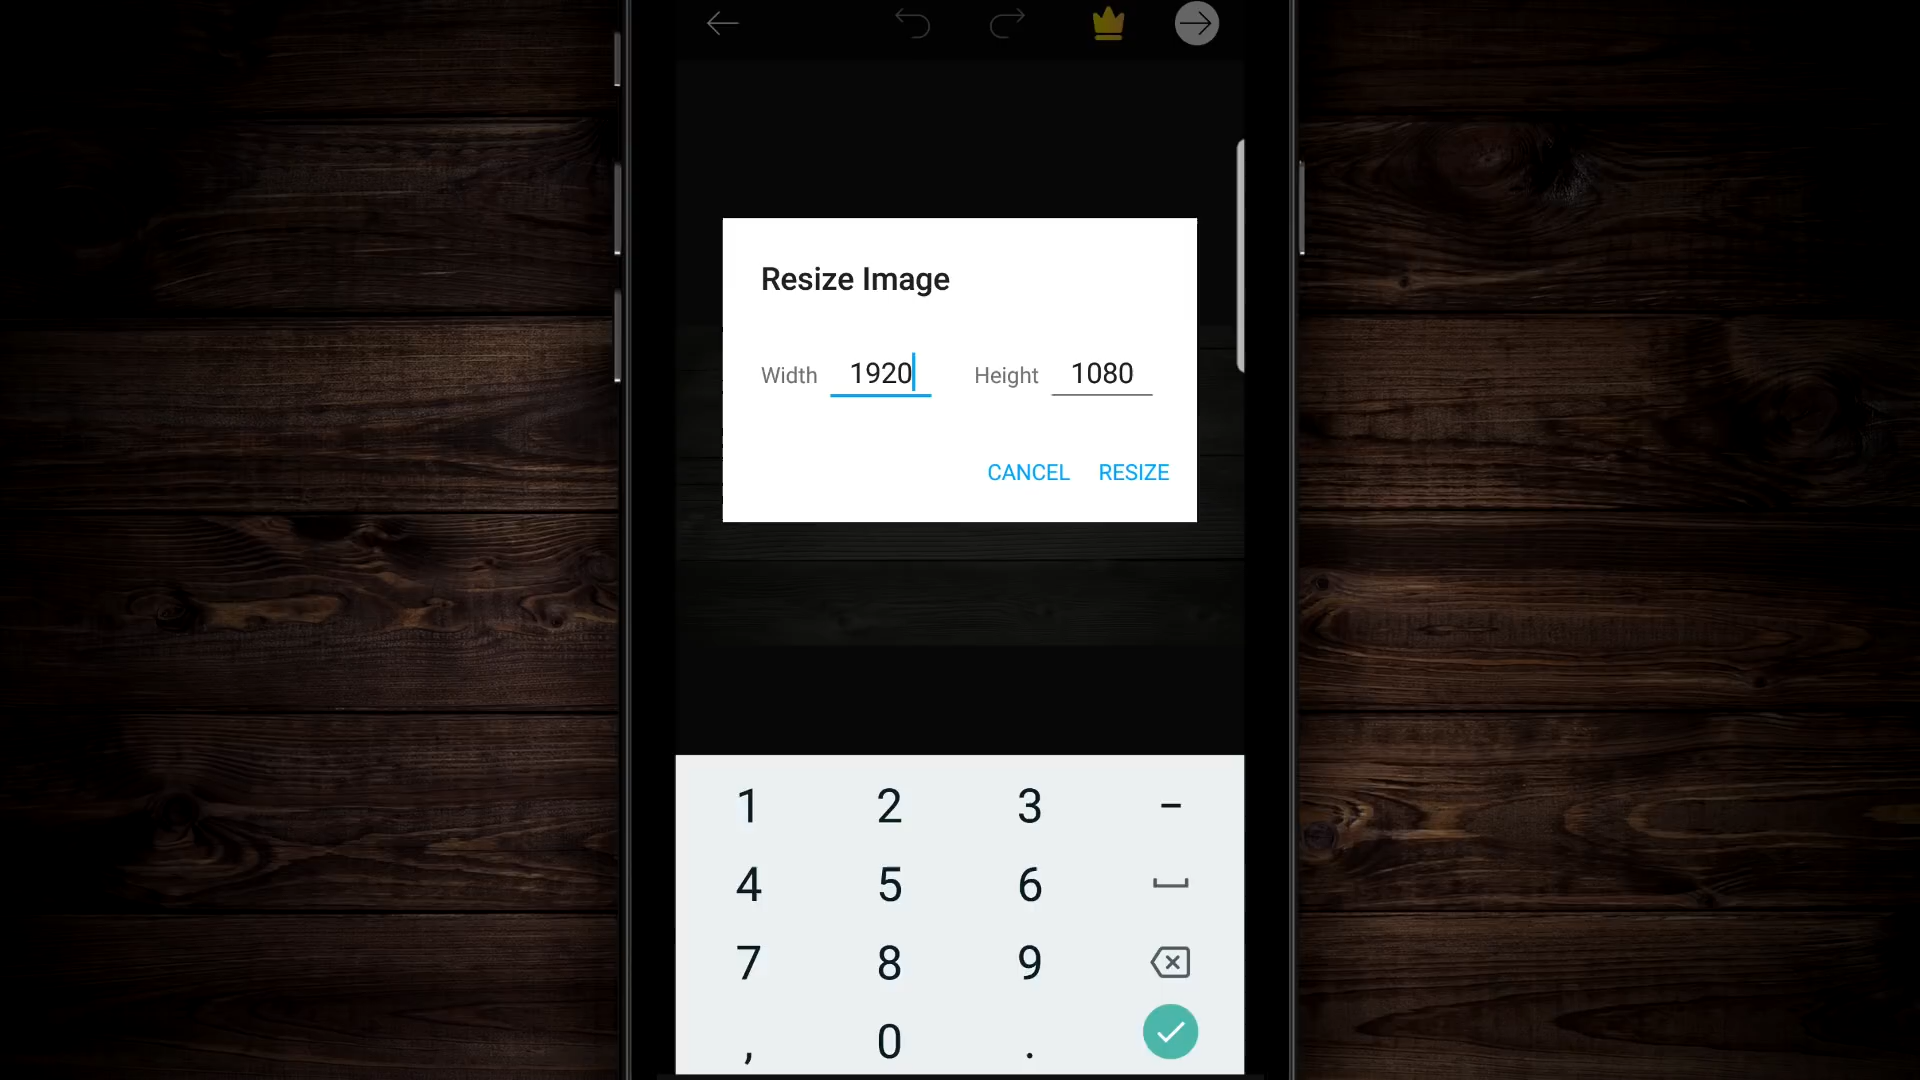 Resize Image
Width 1920 Height 1080
CANCEL RESIZE
1 2 3 -
4 5 6
7 8 9
, 0 .